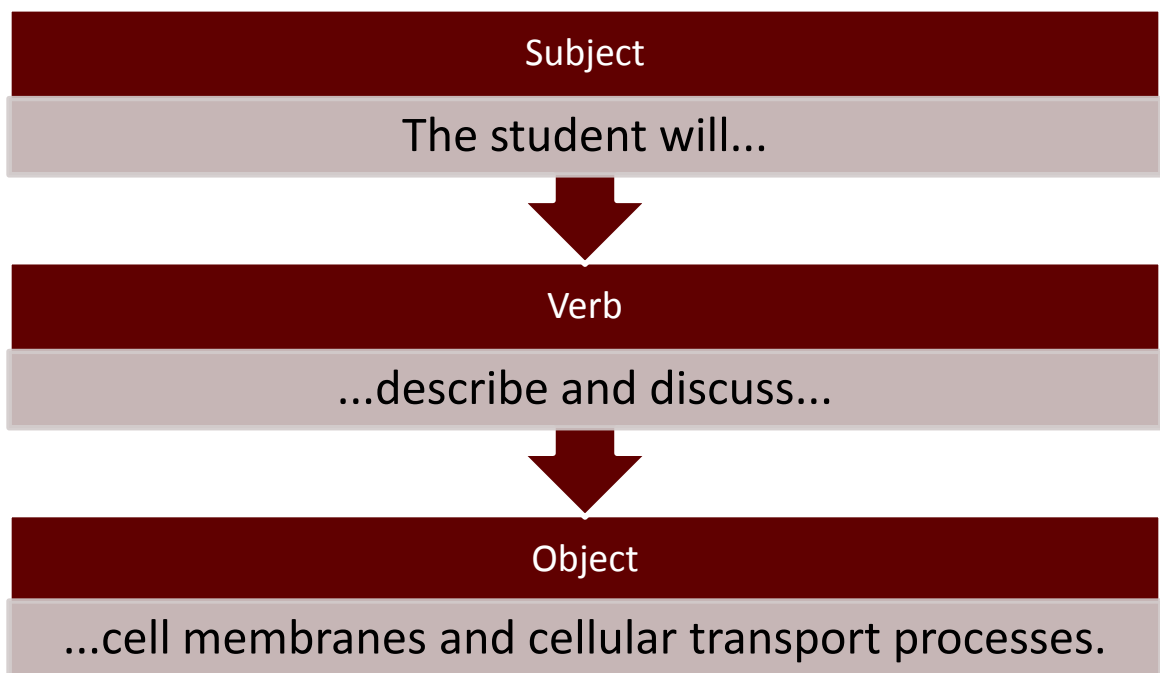 Subject
The student will...
Verb
...describe and discuss...
Object
...cell membranes and cellular transport processes.